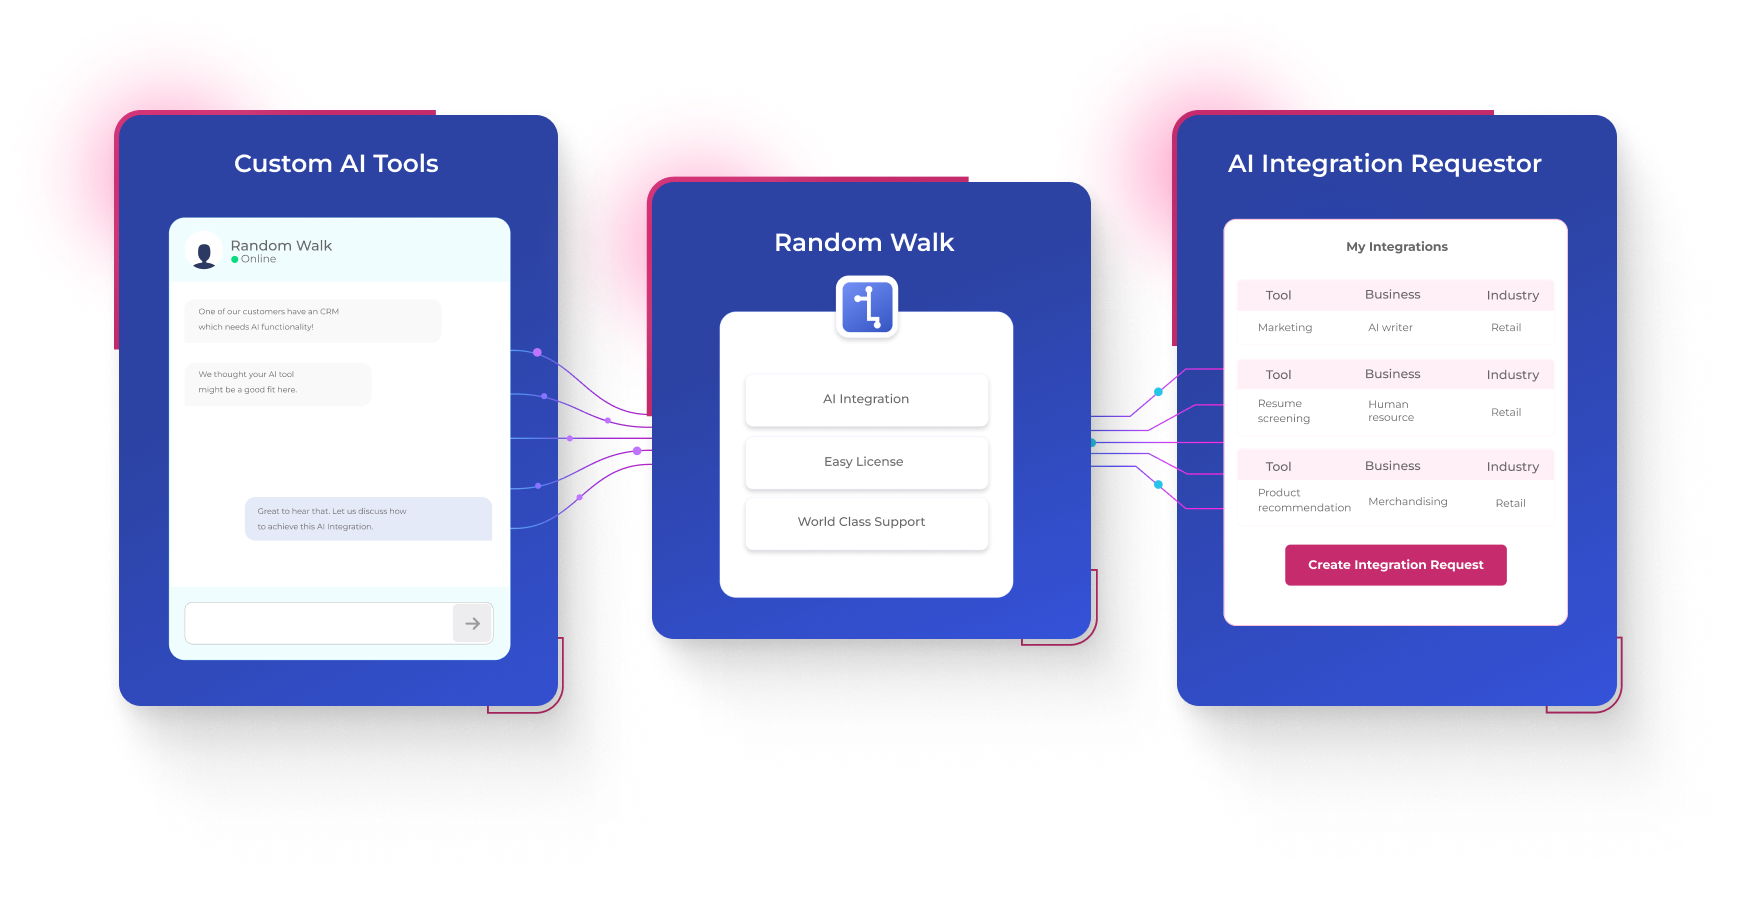 Custom AI Tools
Random Walk
Online
One of our customers have an CRM
which needs AI functionality!
We thought your AI tool
might be a good fit here.
Great to hear that. Let us discuss how
to achieve this AI Integration.
Random Walk
AI Integration
Easy License
World Class Support
AI Integration Requestor
My Integrations
Tool Business Industry
Marketing AI writer Retail
Tool Business Industry
Resume
screening
Human
resource
Retail
Tool Business Industry
Product
recommendation
Merchandising
Retail
Create Integration Request